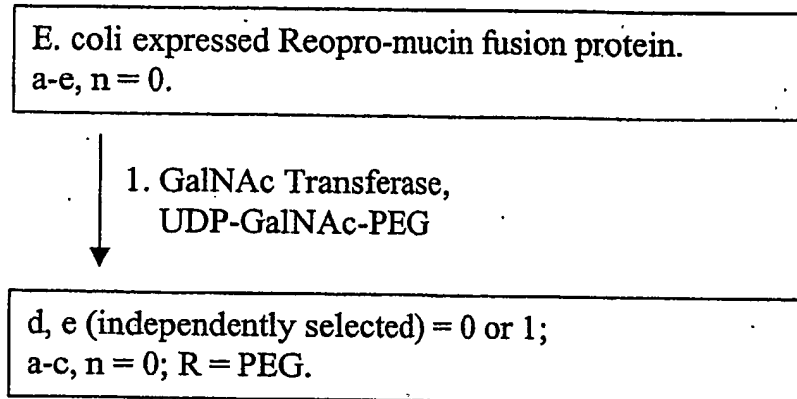 E. coli expressed Reopro-mucin fusion protein.
a-e, n = 0.
1. GalNAc Transferase,
UDP-GalNAc-PEG
d, e (independently selected) = 0 or 1;
a-c, n = 0; R = PEG.